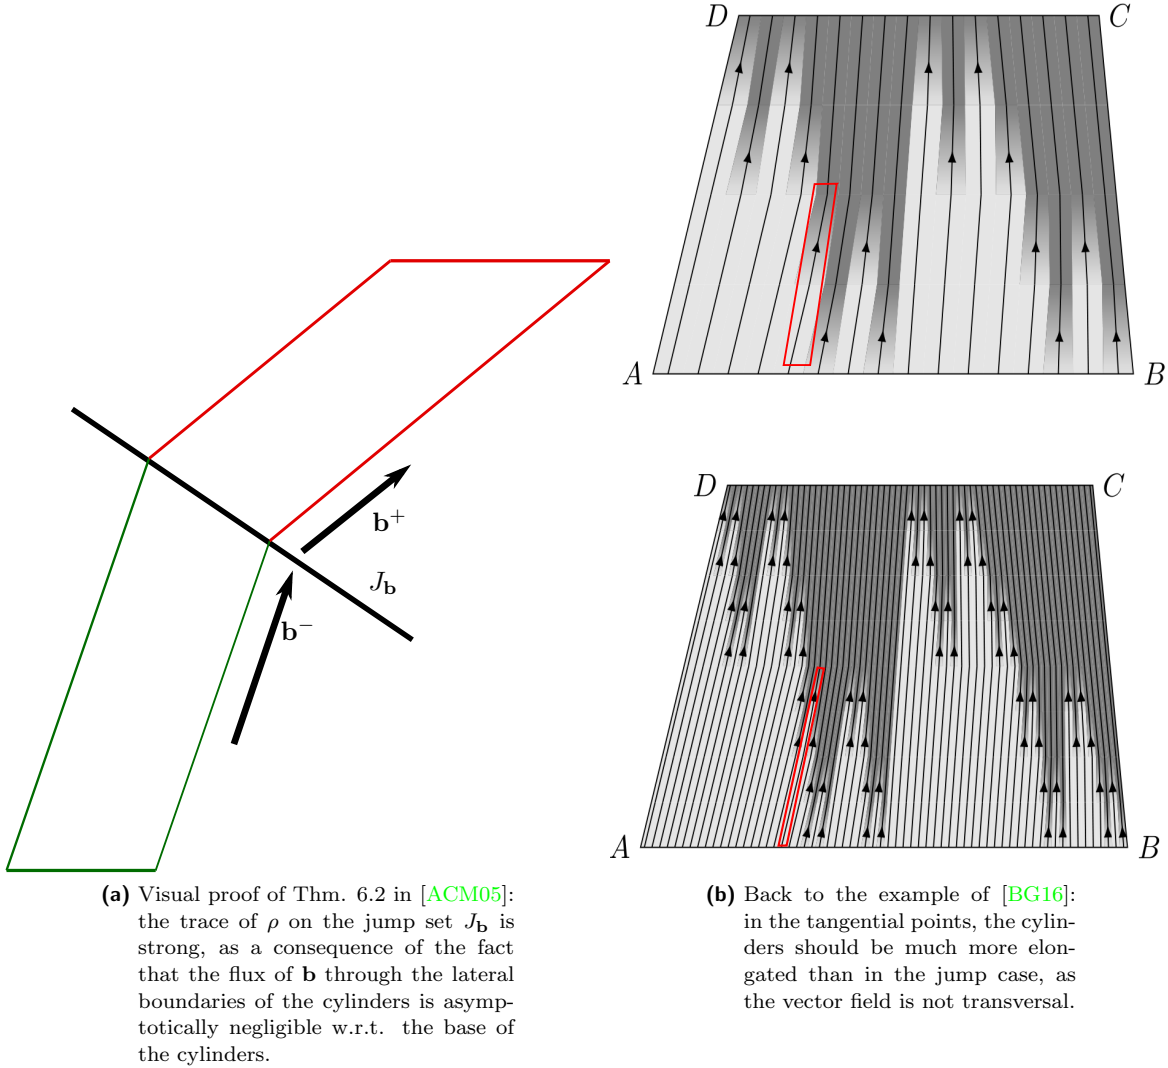 D
C
A
B
b⁺
J_b
b⁻
D
C
A
B
(a) Visual proof of Thm. 6.2 in [ACM05]:
the trace of ρ on the jump set J_b is
strong, as a consequence of the fact
that the flux of b through the lateral
boundaries of the cylinders is asymp-
totically negligible w.r.t. the base of
the cylinders.
(b) Back to the example of [BG16]:
in the tangential points, the cylin-
ders should be much more elon-
gated than in the jump case, as
the vector field is not transversal.